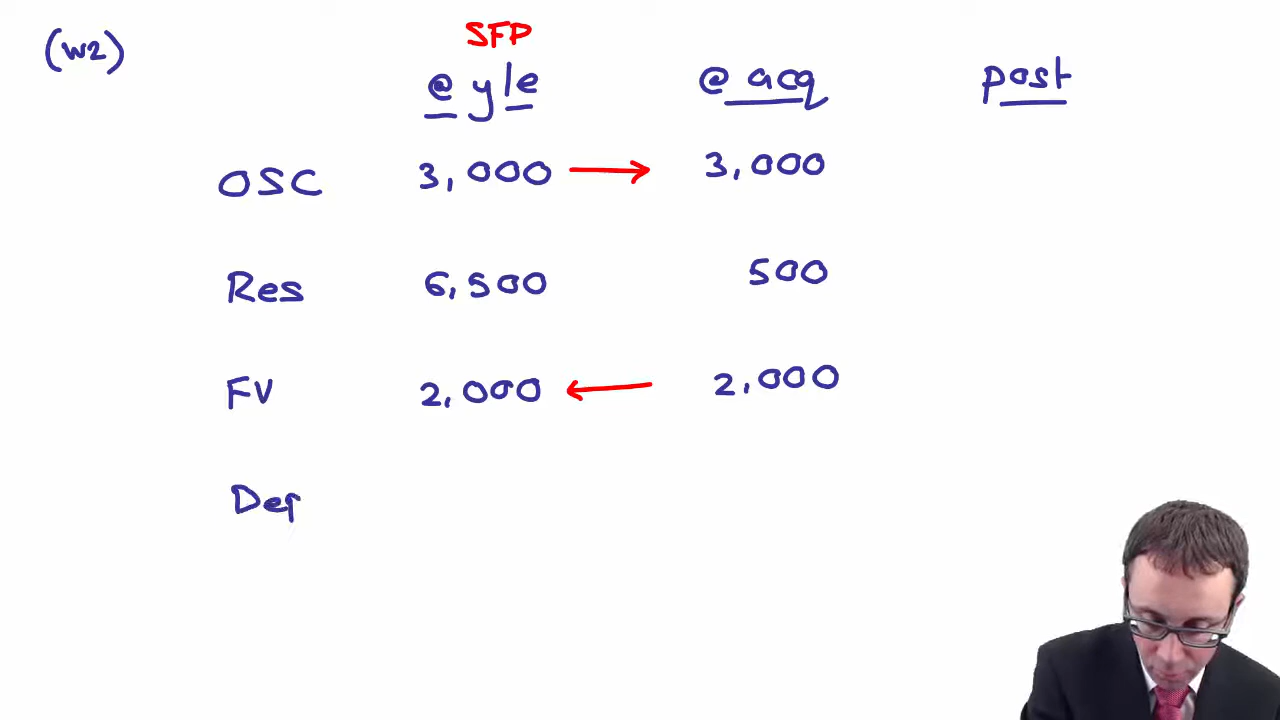 (W2) SFP
@ y/e @ acq post
OSC 3,000 → 3,000
Res 6,500 500
FV 2,000 ← 2,000
Dep